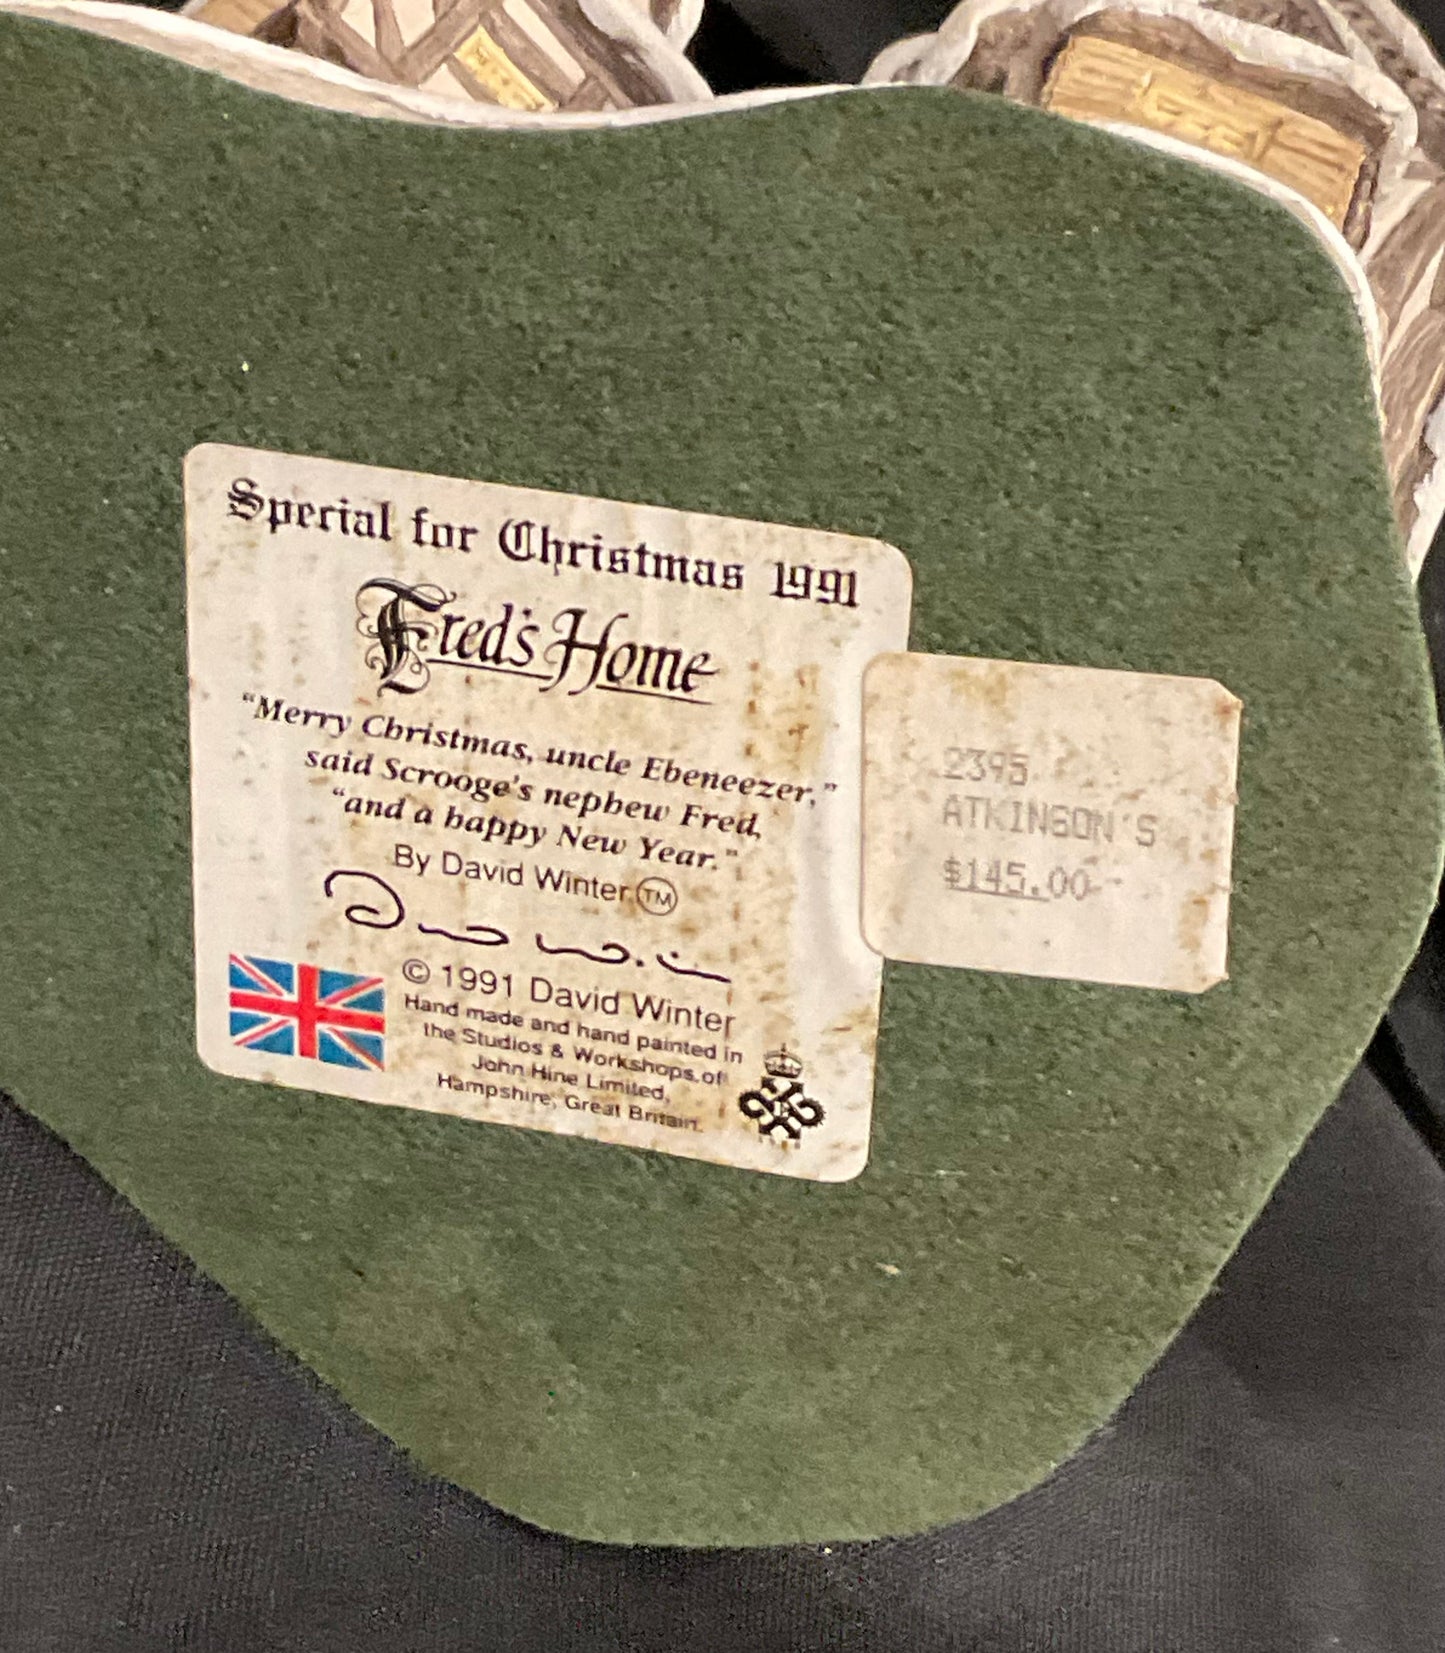 Special for Christmas 1991
Fred's Home
“Merry Christmas, uncle Ebeneezer,”
said Scrooge's nephew Fred,
“and a happy New Year.”
By David Winter TM
© 1991 David Winter
Hand made and hand painted in
the Studios & Workshops of
John Hine Limited,
Hampshire, Great Britain.
2395
ATKINSON'S
$145.00